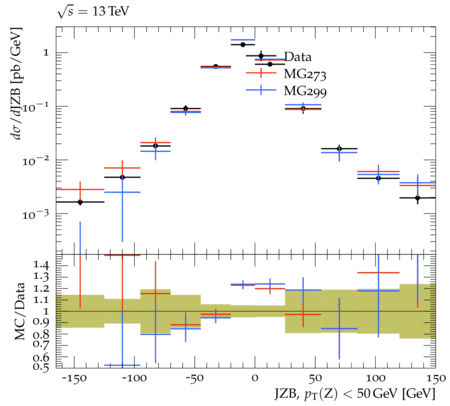 √s = 13 TeV
dσ/dJZB [pb/GeV]
1
10⁻¹
10⁻²
10⁻³
Data
MG273
MG299
MC/Data
1.4
1.3
1.2
1.1
1
0.9
0.8
0.7
0.6
0.5
-150 -100 -50 0 50 100 150
JZB, pT(Z) < 50 GeV [GeV]